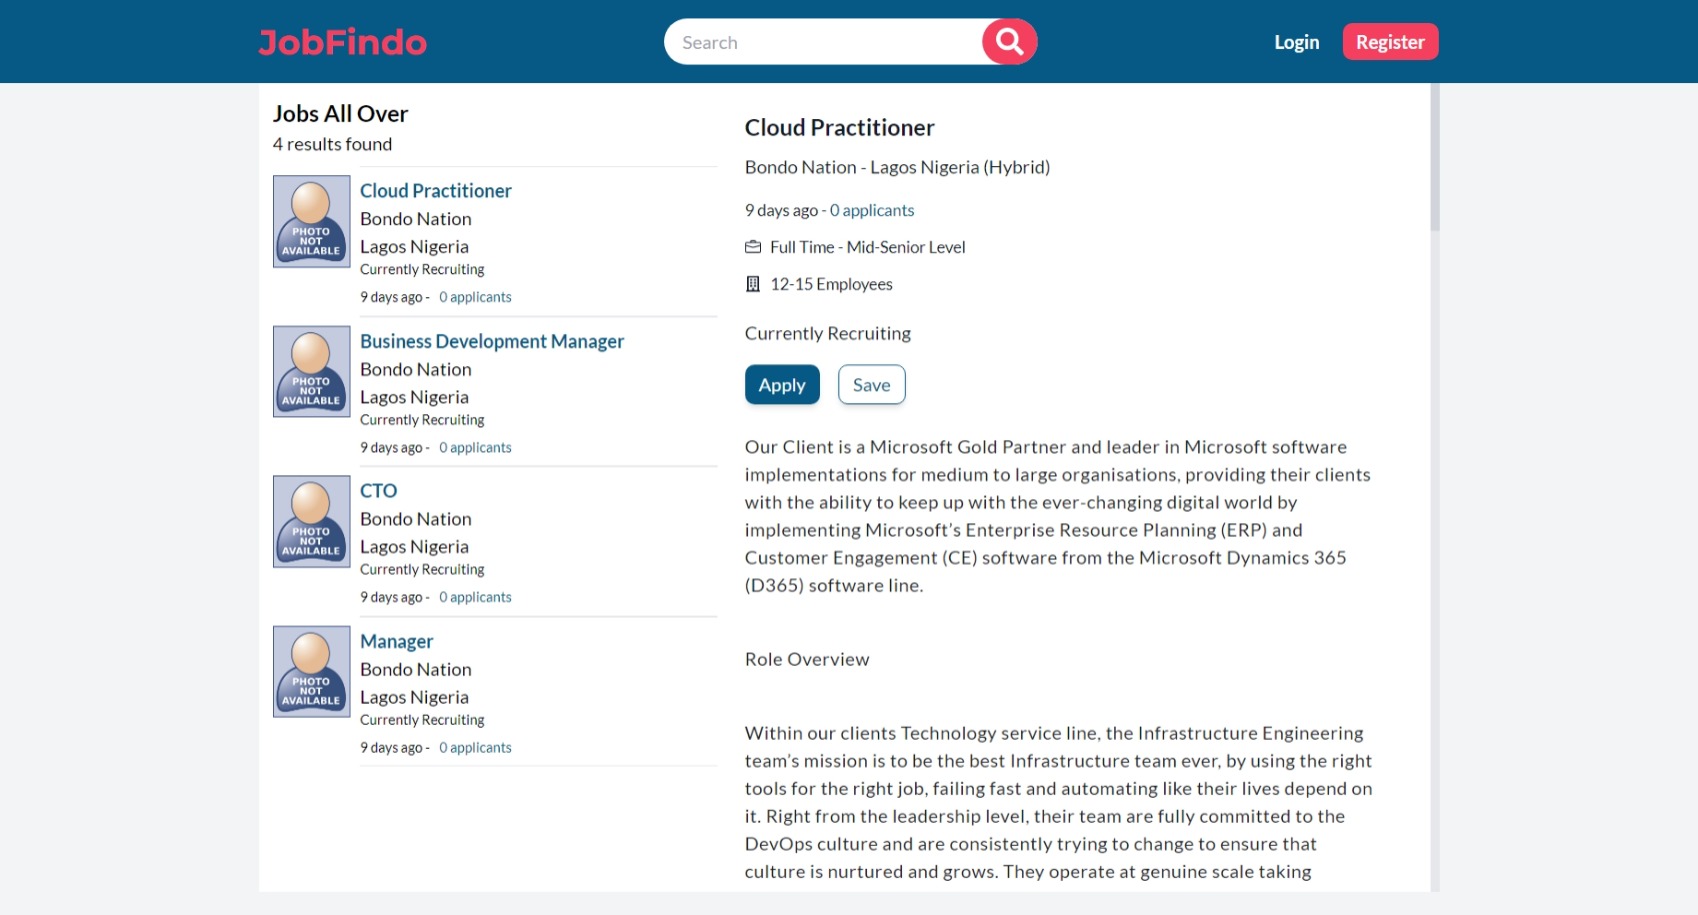 JobFindo
Search
Login
Register
Jobs All Over
4 results found
PHOTO
NOT
AVAILABLE
Cloud Practitioner
Bondo Nation
Lagos Nigeria
Currently Recruiting
9 days ago - 0 applicants
PHOTO
NOT
AVAILABLE
Business Development Manager
Bondo Nation
Lagos Nigeria
Currently Recruiting
9 days ago - 0 applicants
PHOTO
NOT
AVAILABLE
CTO
Bondo Nation
Lagos Nigeria
Currently Recruiting
9 days ago - 0 applicants
PHOTO
NOT
AVAILABLE
Manager
Bondo Nation
Lagos Nigeria
Currently Recruiting
9 days ago - 0 applicants
Cloud Practitioner
Bondo Nation - Lagos Nigeria (Hybrid)
9 days ago - 0 applicants
Full Time - Mid-Senior Level
12-15 Employees
Currently Recruiting
Apply
Save
Our Client is a Microsoft Gold Partner and leader in Microsoft software
implementations for medium to large organisations, providing their clients
with the ability to keep up with the ever-changing digital world by
implementing Microsoft’s Enterprise Resource Planning (ERP) and
Customer Engagement (CE) software from the Microsoft Dynamics 365
(D365) software line.
Role Overview
Within our clients Technology service line, the Infrastructure Engineering
team’s mission is to be the best Infrastructure team ever, by using the right
tools for the right job, failing fast and automating like their lives depend on
it. Right from the leadership level, their team are fully committed to the
DevOps culture and are consistently trying to change to ensure that
culture is nurtured and grows. They operate at genuine scale taking